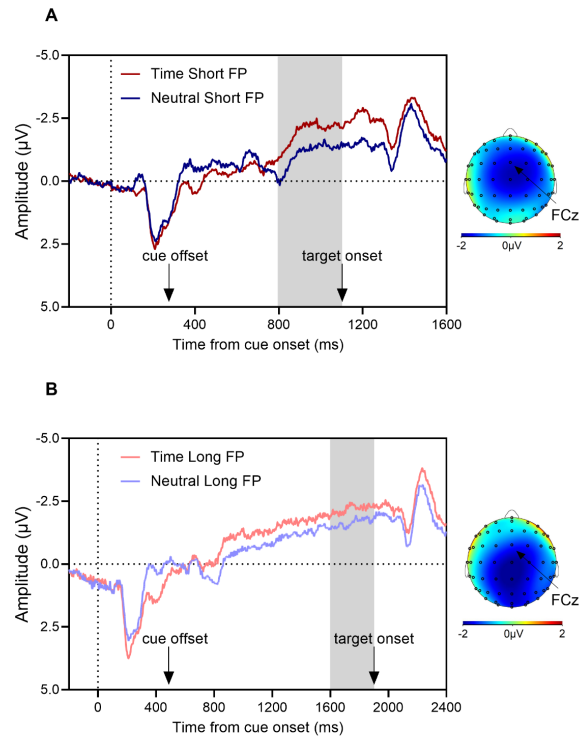 A
-5.0
-2.5
0.0
2.5
5.0
Amplitude (µV)
Time Short FP
Neutral Short FP
cue offset
target onset
0
400
800
1200
1600
Time from cue onset (ms)
FCz
-2
0µV
2
B
-5.0
-2.5
0.0
2.5
5.0
Amplitude (µV)
Time Long FP
Neutral Long FP
cue offset
target onset
0
400
800
1200
1600
2000
2400
Time from cue onset (ms)
FCz
-2
0µV
2